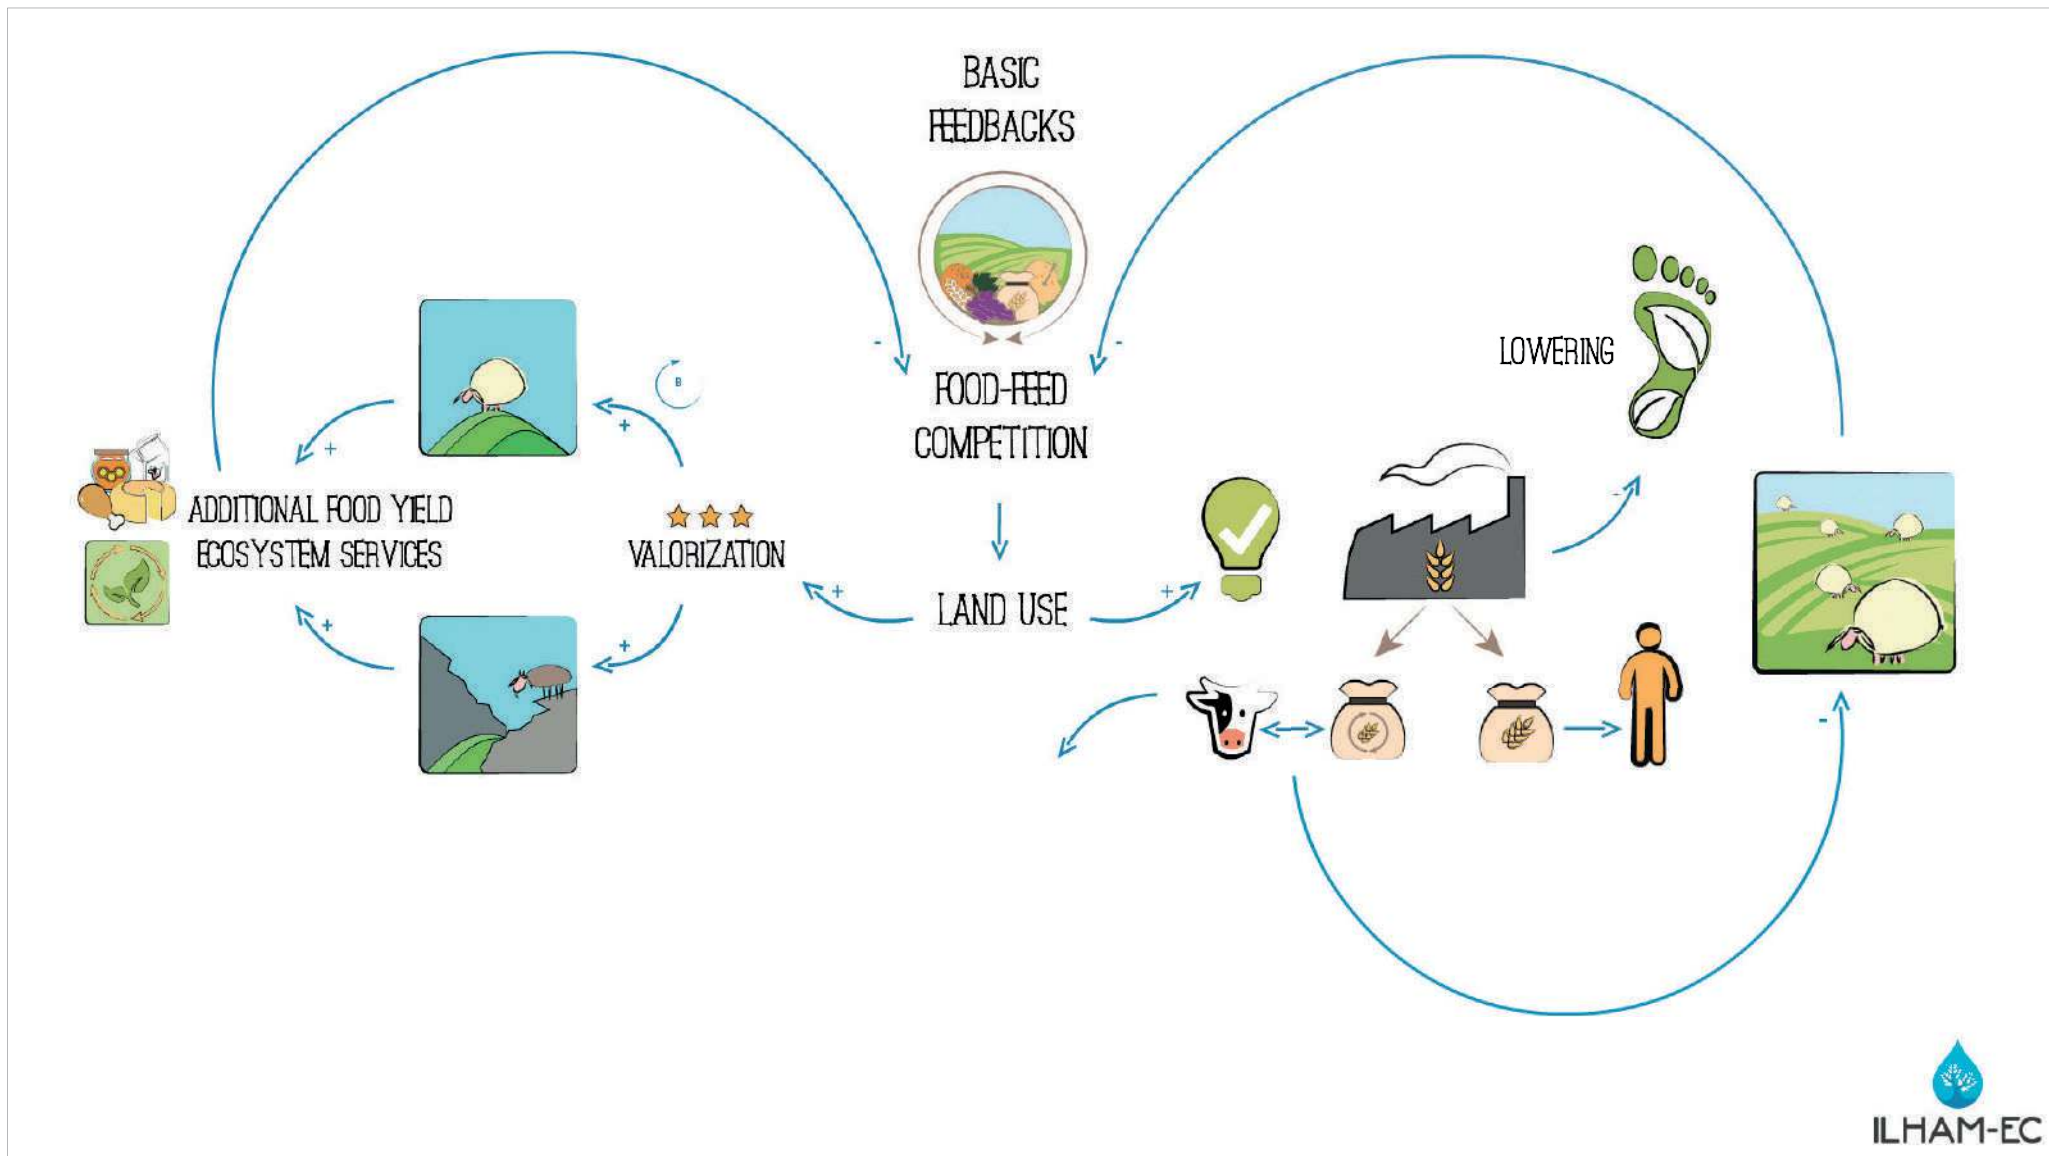 BASIC
FEEDBACKS
-
-
LOWERING
B
FOOD-FEED
COMPETITION
+
+
-
ADDITIONAL FOOD YIELD
ECOSYSTEM SERVICES
VALORIZATION
+
+
LAND USE
+
+
-
ILHAM-EC